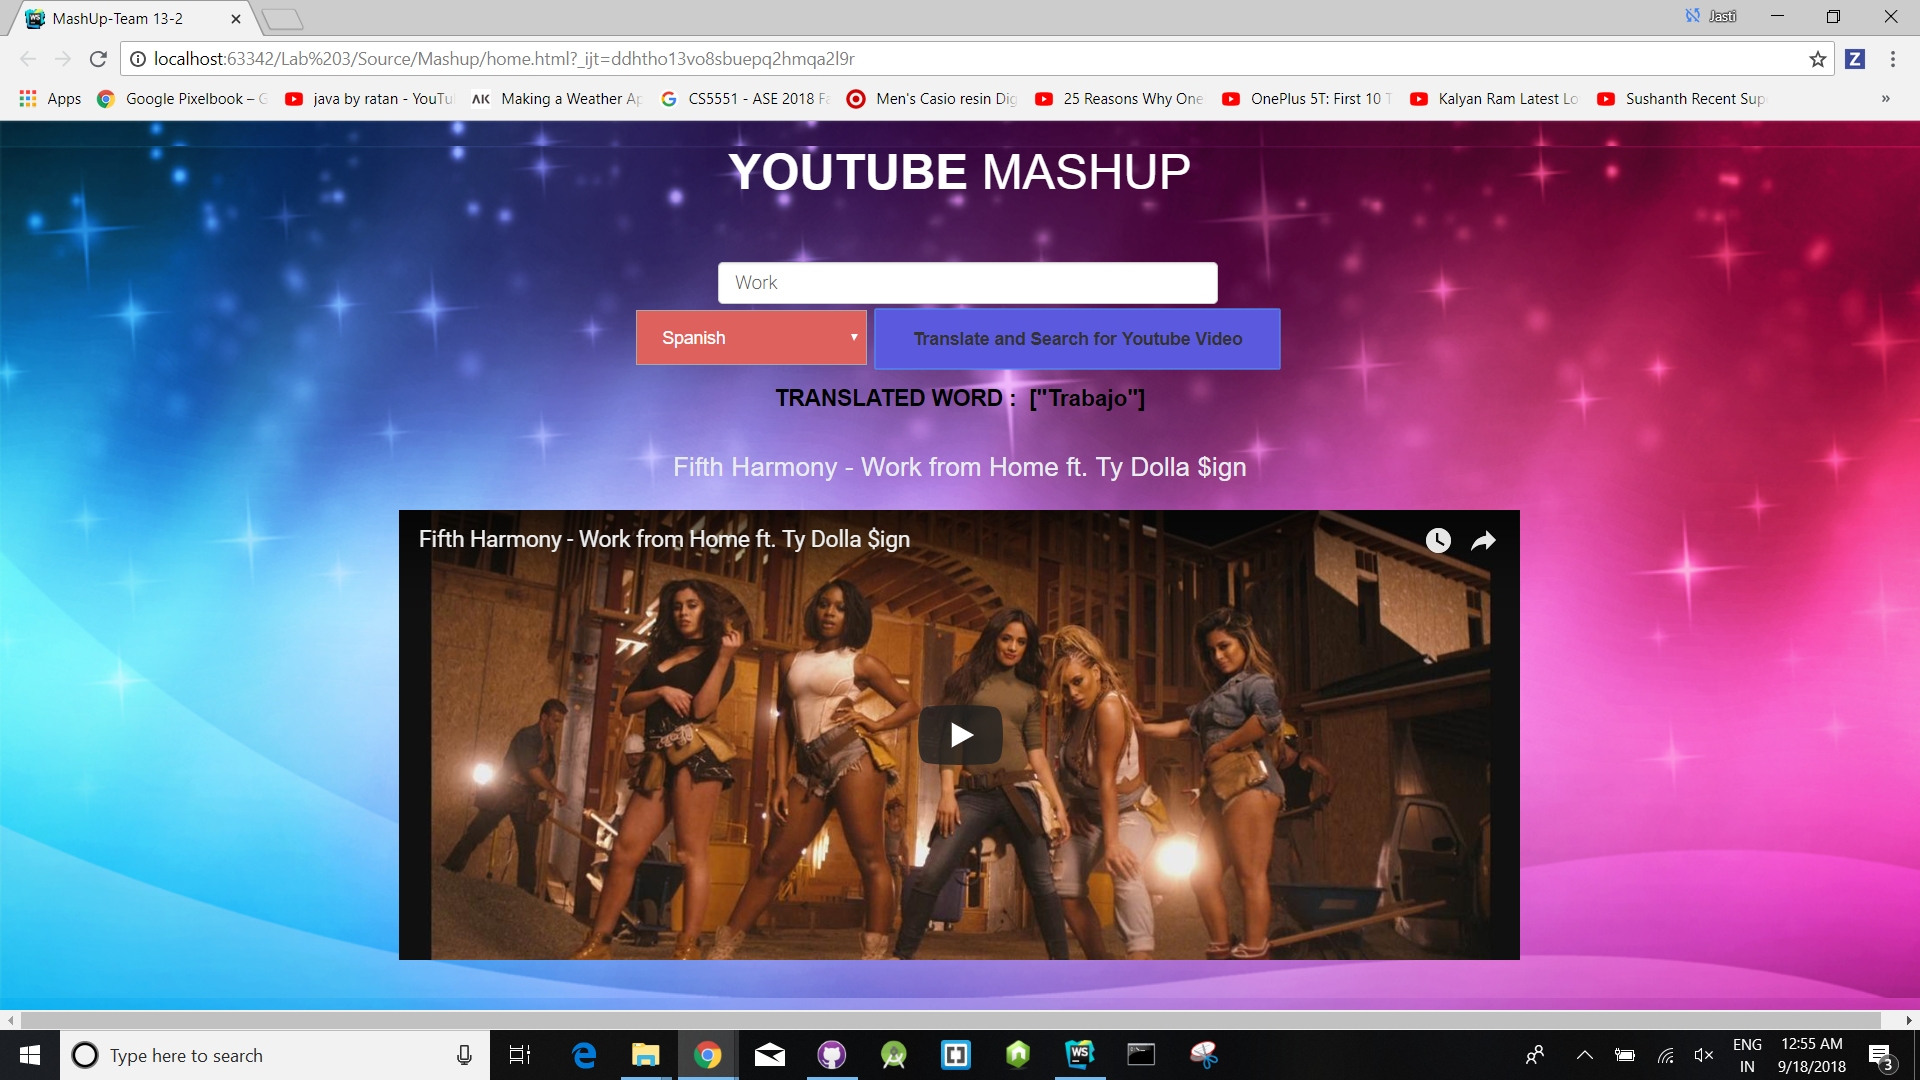 MashUp-Team 13-2
Jasti
localhost:63342/Lab%203/Source/Mashup/home.html?_ijt=ddhtho13vo8sbuepq2hmqa2l9r
Apps Google Pixelbook – G java by ratan - YouTu Making a Weather Ap CS5551 - ASE 2018 Fa Men's Casio resin Dig 25 Reasons Why One OnePlus 5T: First 10 T Kalyan Ram Latest Lo Sushanth Recent Sup »
YOUTUBE MASHUP
Work
Spanish Translate and Search for Youtube Video
TRANSLATED WORD : ["Trabajo"]
Fifth Harmony - Work from Home ft. Ty Dolla $ign
Fifth Harmony - Work from Home ft. Ty Dolla $ign
Type here to search
ENG
IN
12:55 AM
9/18/2018
3